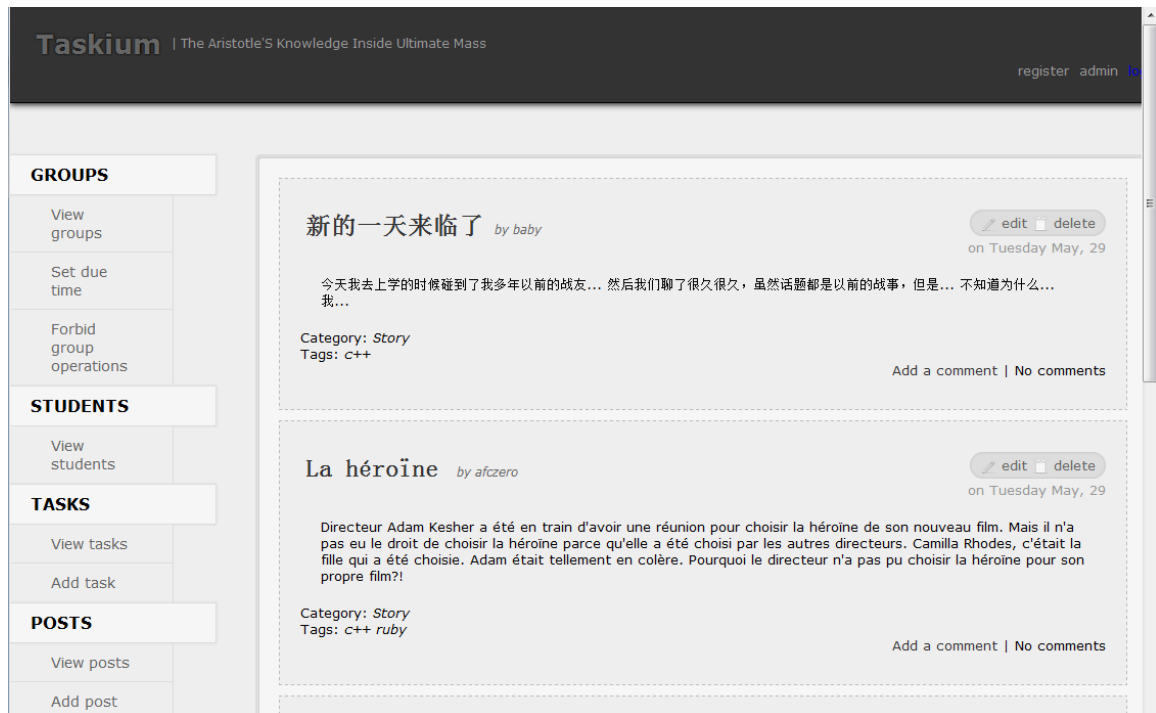 Taskium | The Aristotle'S Knowledge Inside Ultimate Mass
register admin
GROUPS
View
groups
Set due
time
Forbid
group
operations
STUDENTS
View
students
TASKS
View tasks
Add task
POSTS
View posts
Add post
新的一天来临了 by baby
edit delete
on Tuesday May, 29
今天我去上学的时候碰到了我多年以前的战友... 然后我们聊了很久很久，虽然话题都是以前的战事，但是... 不知道为什么...
我...
Category: Story
Tags: c++
Add a comment | No comments
La héroïne by afczero
edit delete
on Tuesday May, 29
Directeur Adam Kesher a été en train d'avoir une réunion pour choisir la héroïne de son nouveau film. Mais il n'a
pas eu le droit de choisir la héroïne parce qu'elle a été choisi par les autres directeurs. Camilla Rhodes, c'était la
fille qui a été choisie. Adam était tellement en colère. Pourquoi le directeur n'a pas pu choisir la héroïne pour son
propre film?!
Category: Story
Tags: c++ ruby
Add a comment | No comments